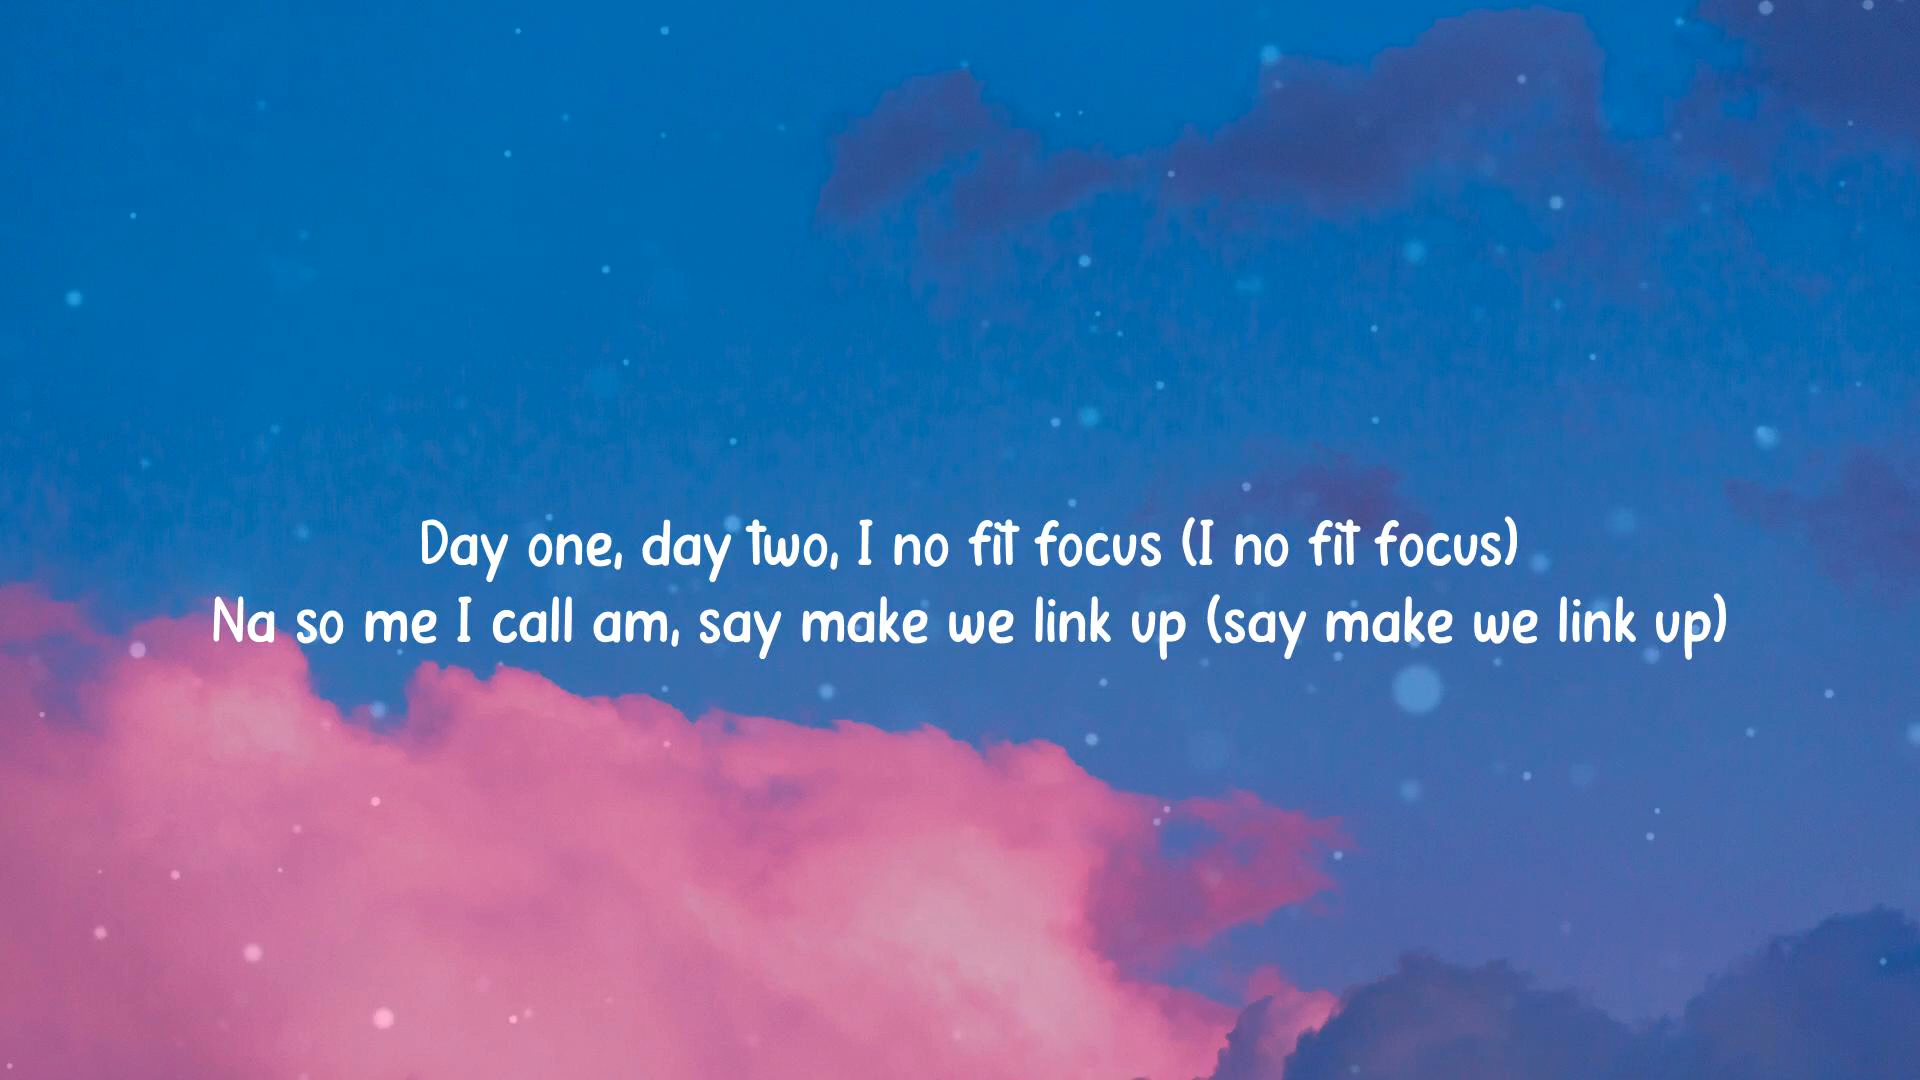 Day one, day two, I no fit focus (I no fit focus)
Na so me I call am, say make we link up (say make we link up)